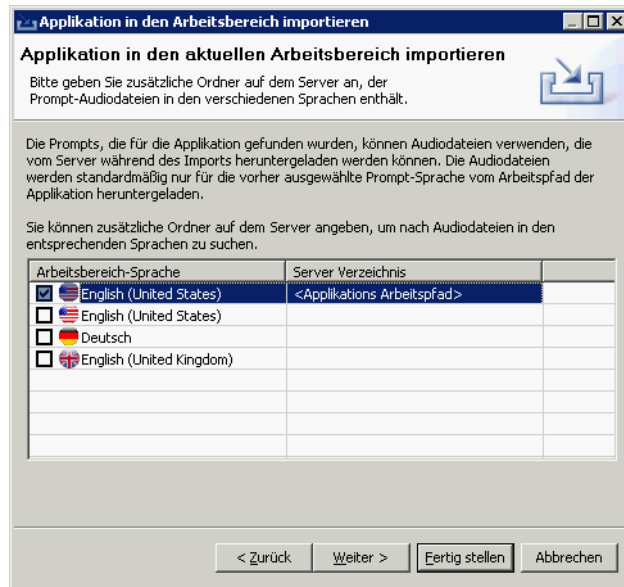 Applikation in den Arbeitsbereich importieren
Applikation in den aktuellen Arbeitsbereich importieren
Bitte geben Sie zusätzliche Ordner auf dem Server an, der
Prompt-Audiodateien in den verschiedenen Sprachen enthält.
Die Prompts, die für die Applikation gefunden wurden, können Audiodateien verwenden, die
vom Server während des Imports heruntergeladen werden können. Die Audiodateien
werden standardmäßig nur für die vorher ausgewählte Prompt-Sprache vom Arbeitspfad der
Applikation heruntergeladen.
Sie können zusätzliche Ordner auf dem Server angeben, um nach Audiodateien in den
entsprechenden Sprachen zu suchen.
Arbeitsbereich-Sprache Server Verzeichnis
English (United States) <Applikations Arbeitspfad>
English (United States)
Deutsch
English (United Kingdom)
< Zurück Weiter > Fertig stellen Abbrechen